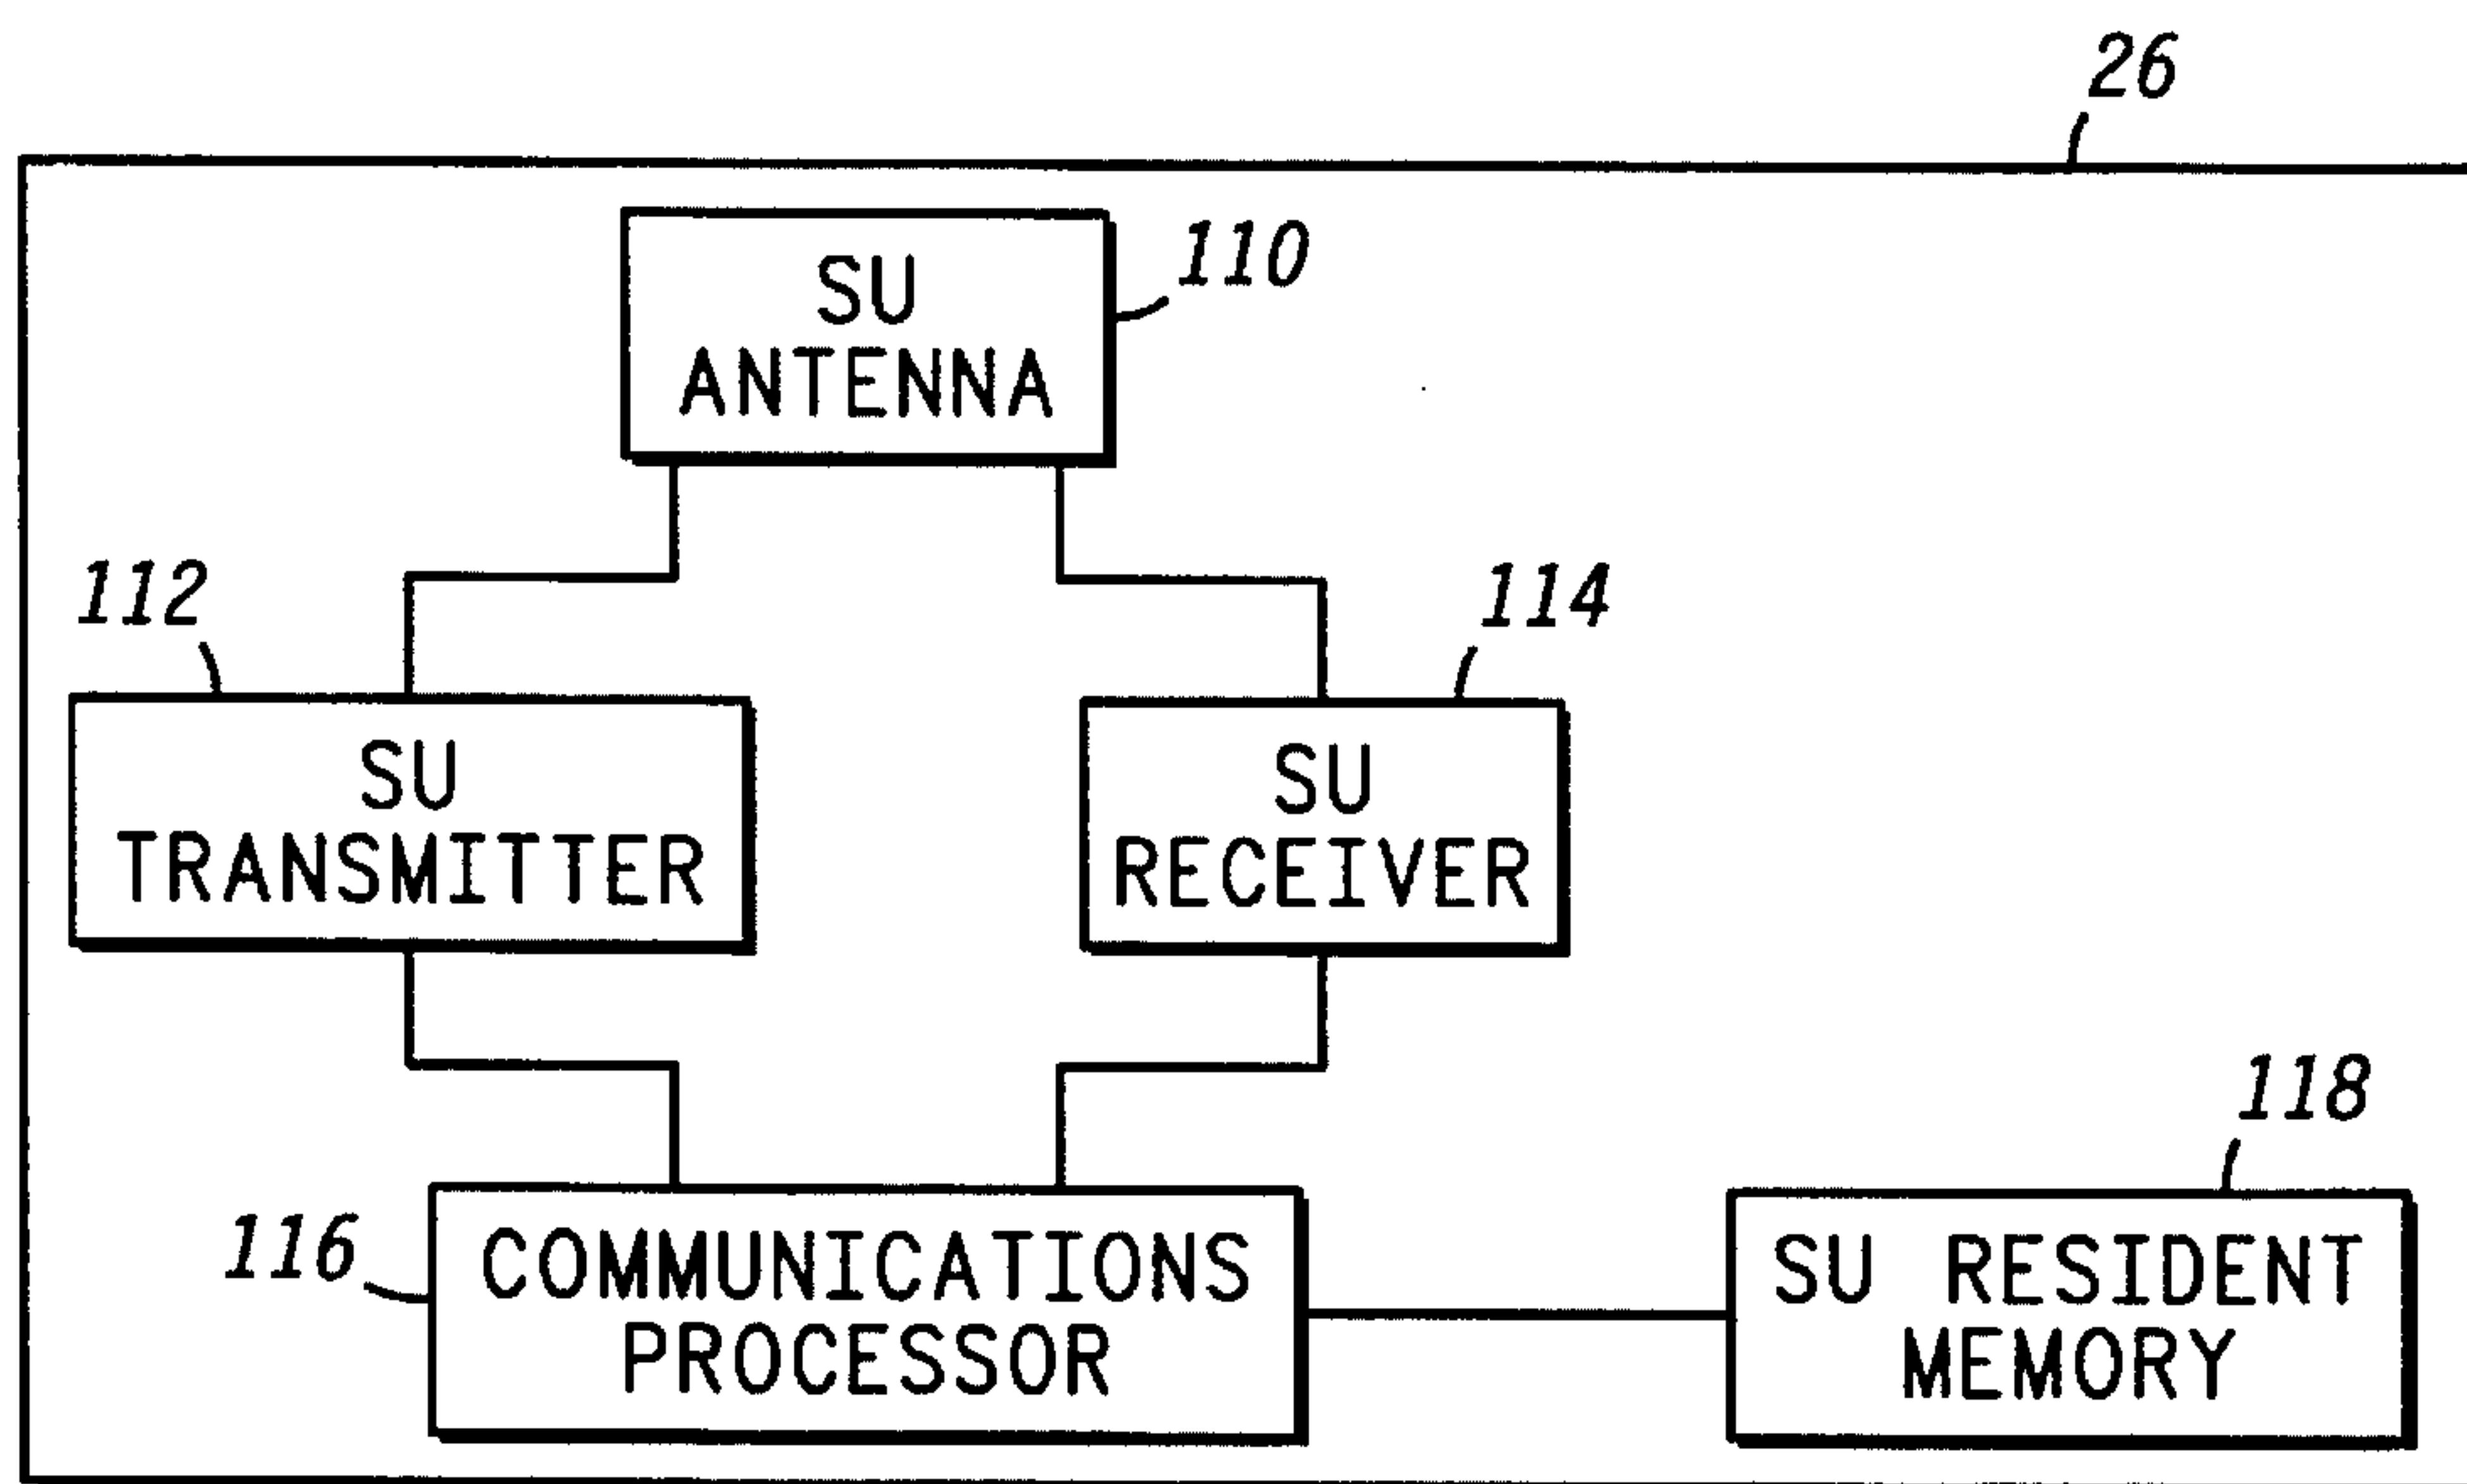 26
SU
ANTENNA
110
112
114
SU
TRANSMITTER
SU
RECEIVER
118
116
COMMUNICATIONS
PROCESSOR
SU RESIDENT
MEMORY